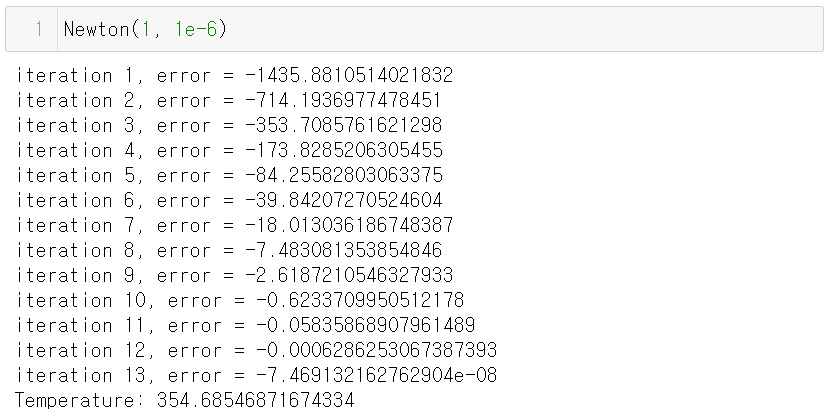 1 Newton(1, 1e-6)
iteration 1, error = -1435.8810514021832
iteration 2, error = -714.1936977478451
iteration 3, error = -353.7085761621298
iteration 4, error = -173.8285206305455
iteration 5, error = -84.25582803063375
iteration 6, error = -39.84207270524604
iteration 7, error = -18.013036186748387
iteration 8, error = -7.483081353854846
iteration 9, error = -2.6187210546327933
iteration 10, error = -0.6233709950512178
iteration 11, error = -0.05835868907961489
iteration 12, error = -0.0006286253067387393
iteration 13, error = -7.469132162762904e-08
Temperature: 354.68546871674334